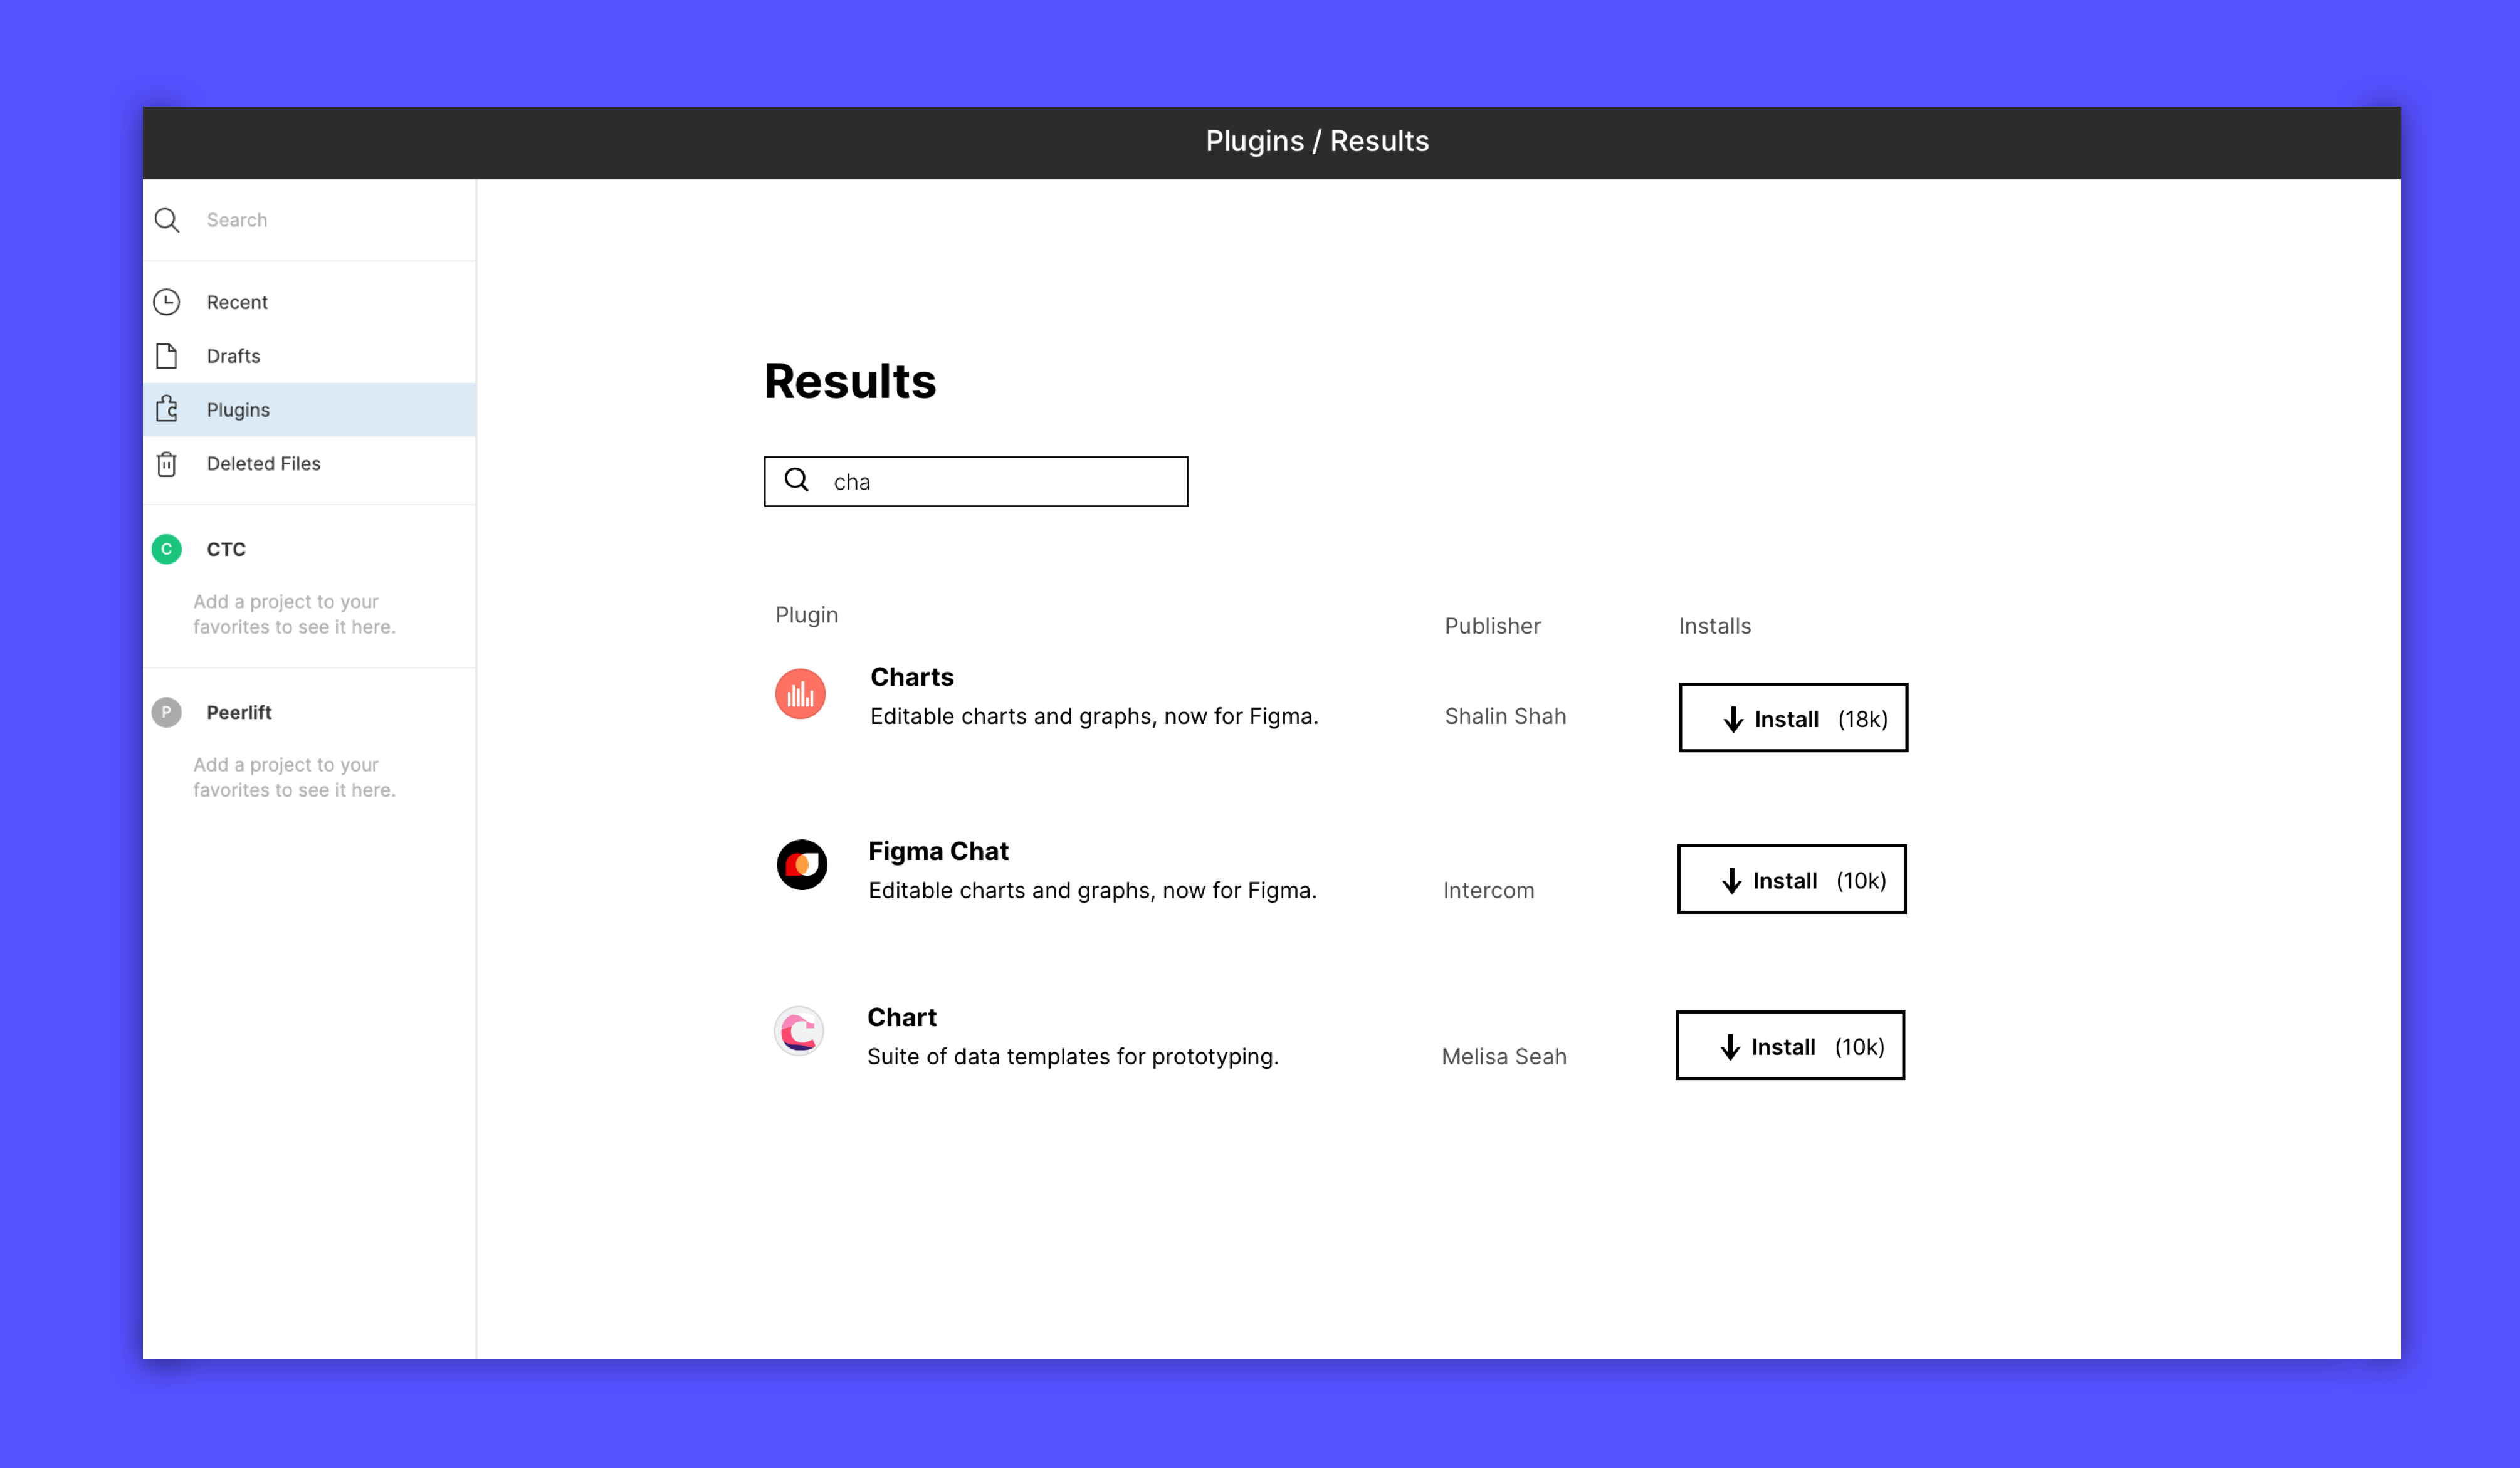 Plugins / Results
Search
Recent
Drafts
Plugins
Deleted Files
C CTC
Add a project to your
favorites to see it here.
P Peerlift
Add a project to your
favorites to see it here.
Results
cha
Plugin Publisher Installs
Charts
Editable charts and graphs, now for Figma. Shalin Shah Install (18k)
Figma Chat
Editable charts and graphs, now for Figma. Intercom Install (10k)
Chart
Suite of data templates for prototyping. Melisa Seah Install (10k)